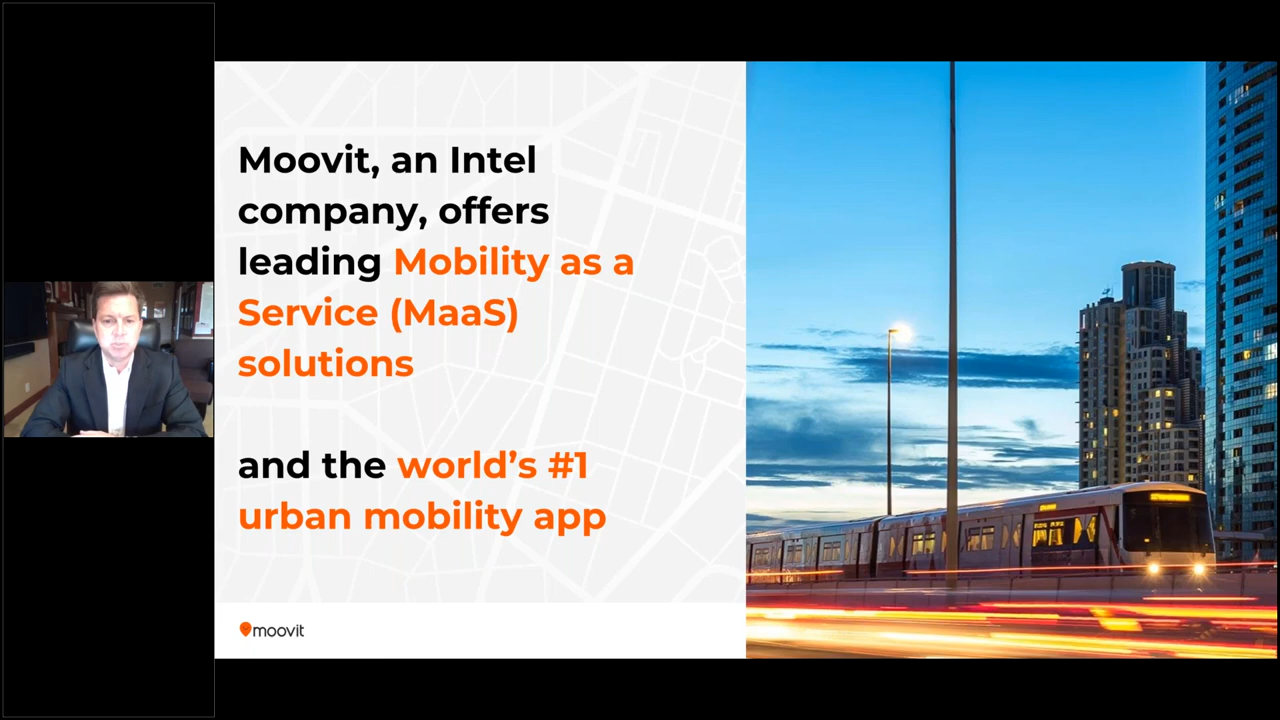 Moovit, an Intel
company, offers
leading Mobility as a
Service (MaaS)
solutions
and the world’s #1
urban mobility app
moovit